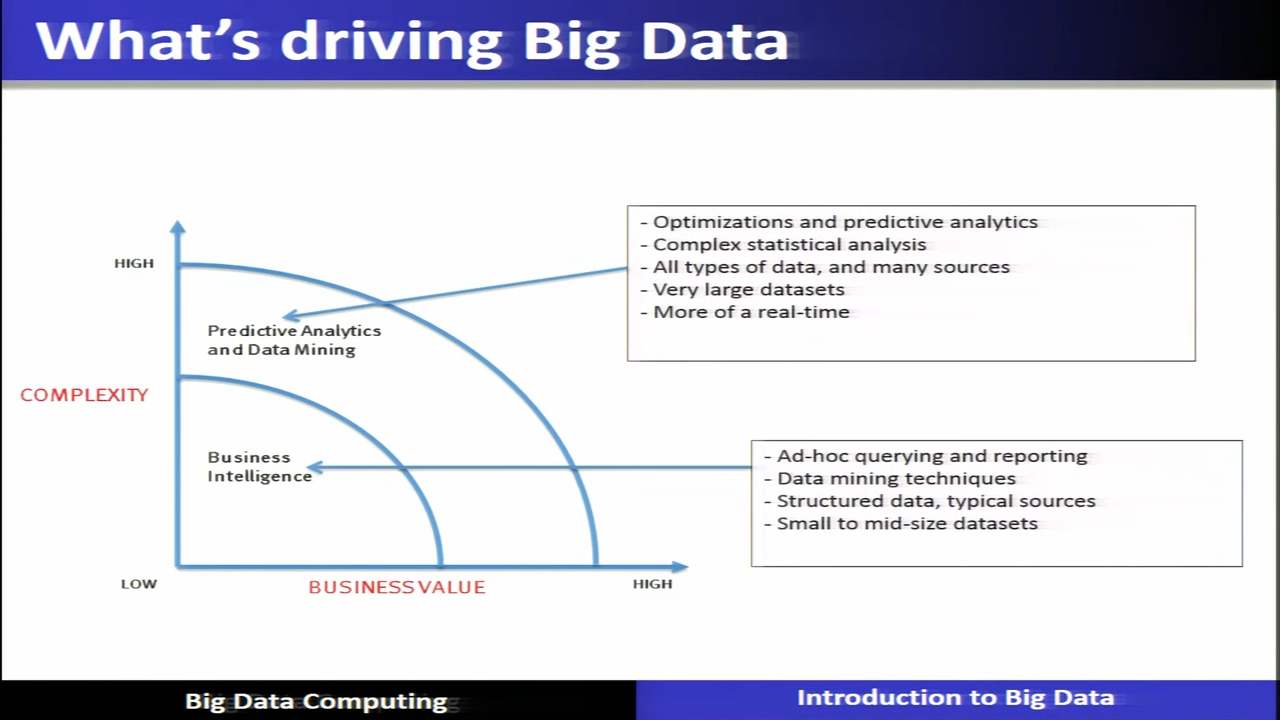 What's driving Big Data
HIGH
Predictive Analytics
and Data Mining
COMPLEXITY
Business
Intelligence
LOW
BUSINESS VALUE
HIGH
- Optimizations and predictive analytics
- Complex statistical analysis
- All types of data, and many sources
- Very large datasets
- More of a real-time
- Ad-hoc querying and reporting
- Data mining techniques
- Structured data, typical sources
- Small to mid-size datasets
Big Data Computing
Introduction to Big Data